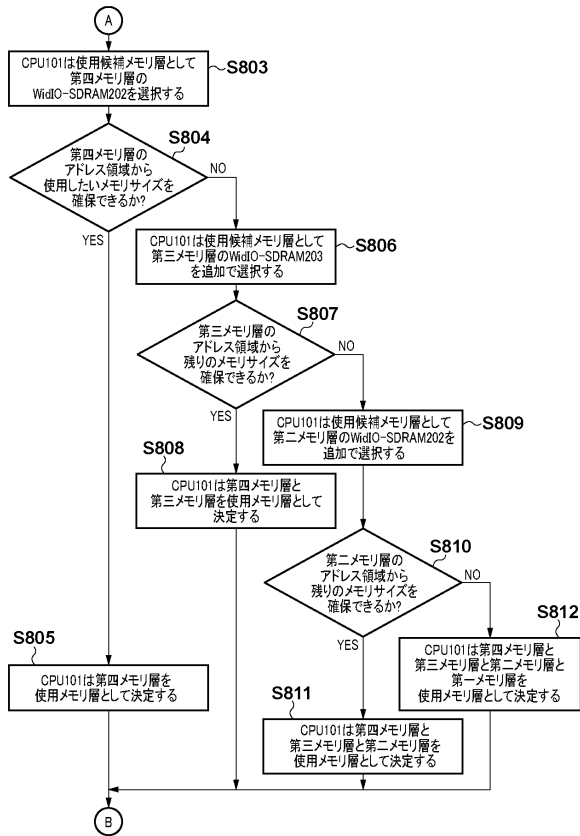 A
CPU101は使用候補メモリ層として
第四メモリ層の
WidIO-SDRAM202を選択する
S803
S804
第四メモリ層の
アドレス領域から
使用したいメモリサイズを
確保できるか?
NO
YES
CPU101は使用候補メモリ層として
第三メモリ層のWidIO-SDRAM203
を追加で選択する
S806
S807
第三メモリ層の
アドレス領域から
残りのメモリサイズを
確保できるか?
NO
YES
S808
CPU101は第四メモリ層と
第三メモリ層を使用メモリ層として
決定する
CPU101は使用候補メモリ層として
第二メモリ層のWidIO-SDRAM202を
追加で選択する
S809
S810
第二メモリ層の
アドレス領域から
残りのメモリサイズを
確保できるか?
NO
YES
S805
CPU101は第四メモリ層を
使用メモリ層として決定する
S812
CPU101は第四メモリ層と
第三メモリ層と第二メモリ層と
第一メモリ層を
使用メモリ層として決定する
S811
CPU101は第四メモリ層と
第三メモリ層と第二メモリ層を
使用メモリ層として決定する
B